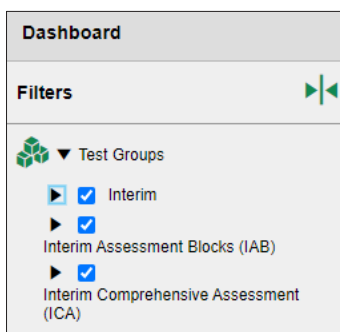 Dashboard
Filters
Test Groups
Interim
Interim Assessment Blocks (IAB)
Interim Comprehensive Assessment
(ICA)